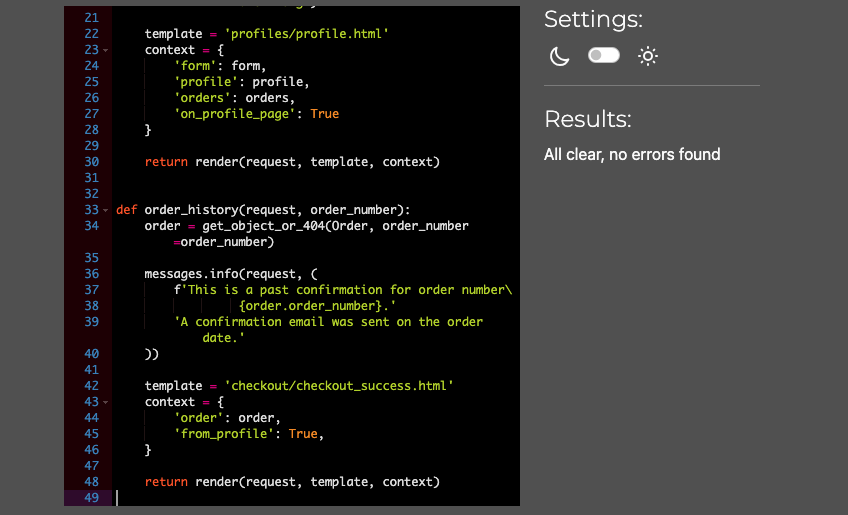 21
22 template = 'profiles/profile.html'
23 context = {
24 'form': form,
25 'profile': profile,
26 'orders': orders,
27 'on_profile_page': True
28 }
29
30 return render(request, template, context)
31
32
33 def order_history(request, order_number):
34 order = get_object_or_404(Order, order_number
=order_number)
35
36 messages.info(request, (
37 f'This is a past confirmation for order number\
38 {order.order_number}.'
39 'A confirmation email was sent on the order
date.'
40 ))
41
42 template = 'checkout/checkout_success.html'
43 context = {
44 'order': order,
45 'from_profile': True,
46 }
47
48 return render(request, template, context)
49
Settings:
Results:
All clear, no errors found